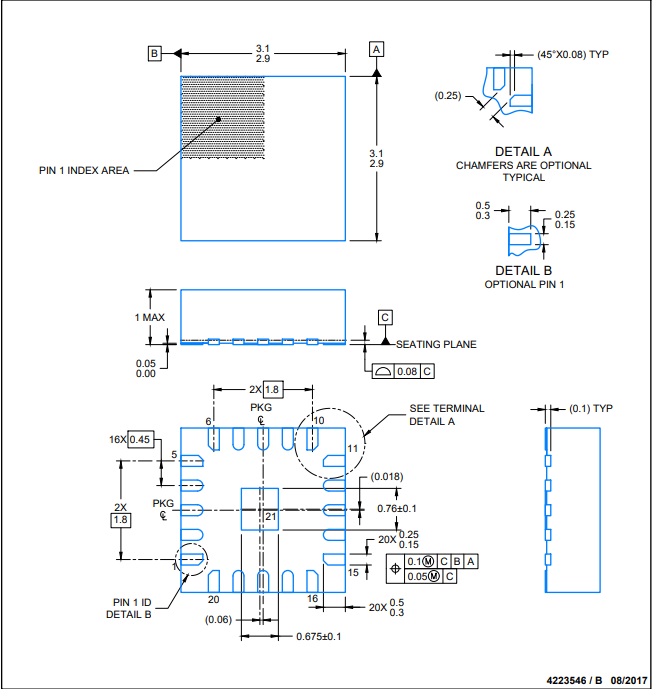 B
3.1
2.9
A
(45°X0.08) TYP
(0.25)
3.1
2.9
PIN 1 INDEX AREA
DETAIL A
CHAMFERS ARE OPTIONAL
TYPICAL
0.5
0.3
0.25
0.15
DETAIL B
OPTIONAL PIN 1
1 MAX
C
SEATING PLANE
0.05
0.00
0.08 C
2X 1.8
PKG
℄
6
10
SEE TERMINAL
DETAIL A
(0.1) TYP
16X 0.45
5
11
(0.018)
2X
1.8
PKG
℄
21
0.76±0.1
20X 0.25
0.15
1
15
⌖ 0.1Ⓜ C B A
0.05Ⓜ C
PIN 1 ID
DETAIL B
20
16
20X 0.5
0.3
(0.06)
0.675±0.1
4223546 / B 08/2017